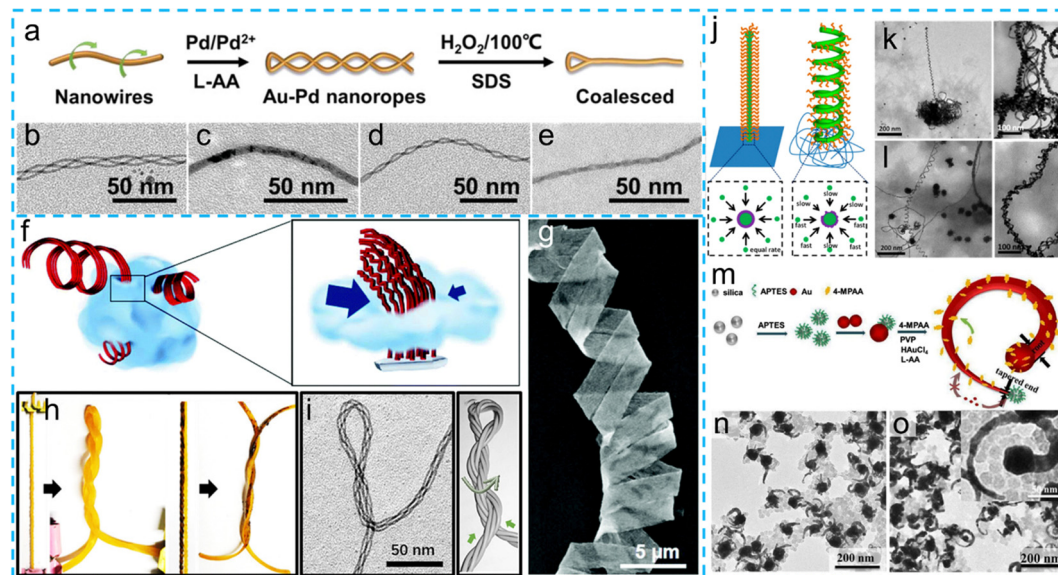 a
Nanowires
Pd/Pd²⁺
L-AA
Au-Pd nanoropes
H₂O₂/100℃
SDS
Coalesced
b
50 nm
c
50 nm
d
50 nm
e
50 nm
f
g
5 µm
h
i
50 nm
j
equal rate
slow
slow
slow
fast
fast
slow
fast
k
200 nm
100 nm
l
200 nm
100 nm
m
silica
APTES
Au
4-MPAA
APTES
4-MPAA
PVP
HAuCl₄
L-AA
tapered end
n
200 nm
o
200 nm